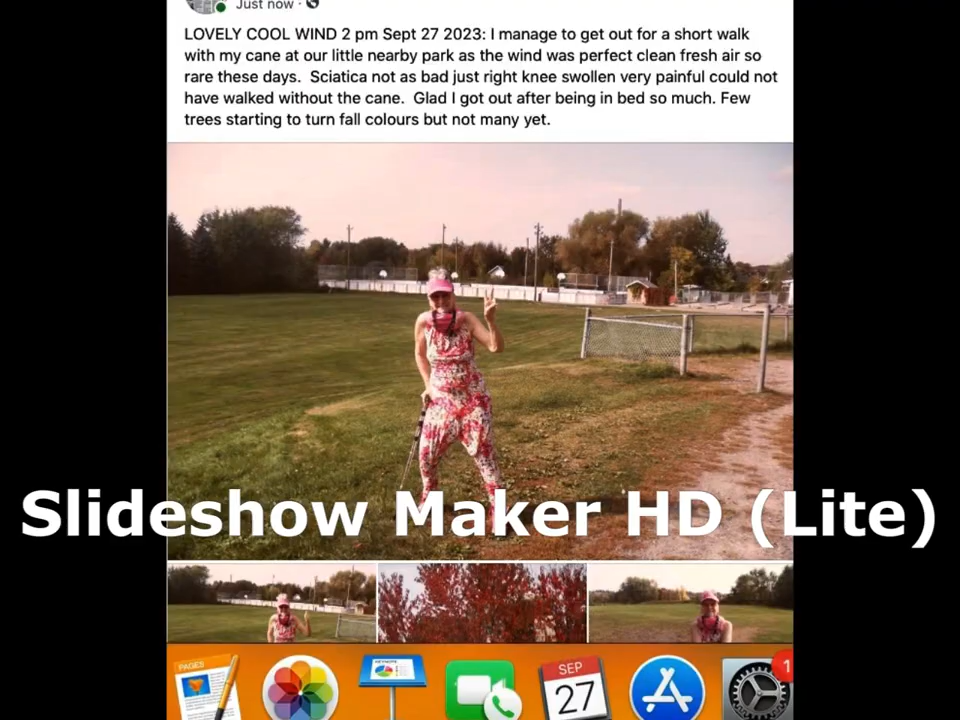 Just now ·
LOVELY COOL WIND 2 pm Sept 27 2023: I manage to get out for a short walk
with my cane at our little nearby park as the wind was perfect clean fresh air so
rare these days.  Sciatica not as bad just right knee swollen very painful could not
have walked without the cane.  Glad I got out after being in bed so much. Few
trees starting to turn fall colours but not many yet.
Slideshow Maker HD (Lite)
PAGES
KEYNOTE
SEP
27
1